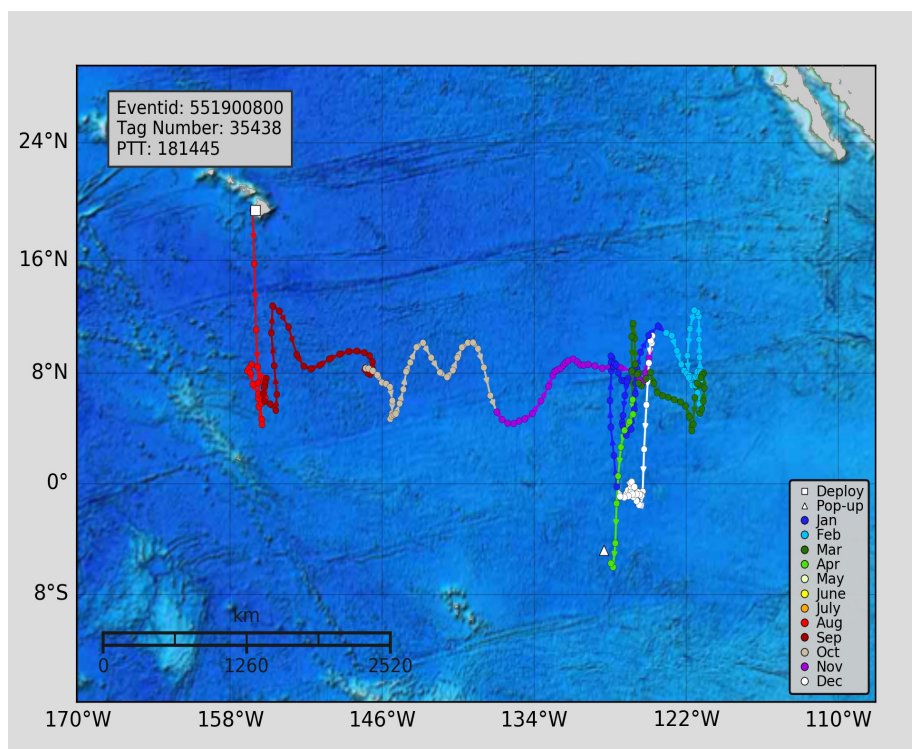 Eventid: 551900800
Tag Number: 35438
PTT: 181445
24°N
16°N
8°N
0°
8°S
km
0 1260 2520
Deploy
Pop-up
Jan
Feb
Mar
Apr
May
June
July
Aug
Sep
Oct
Nov
Dec
170°W 158°W 146°W 134°W 122°W 110°W